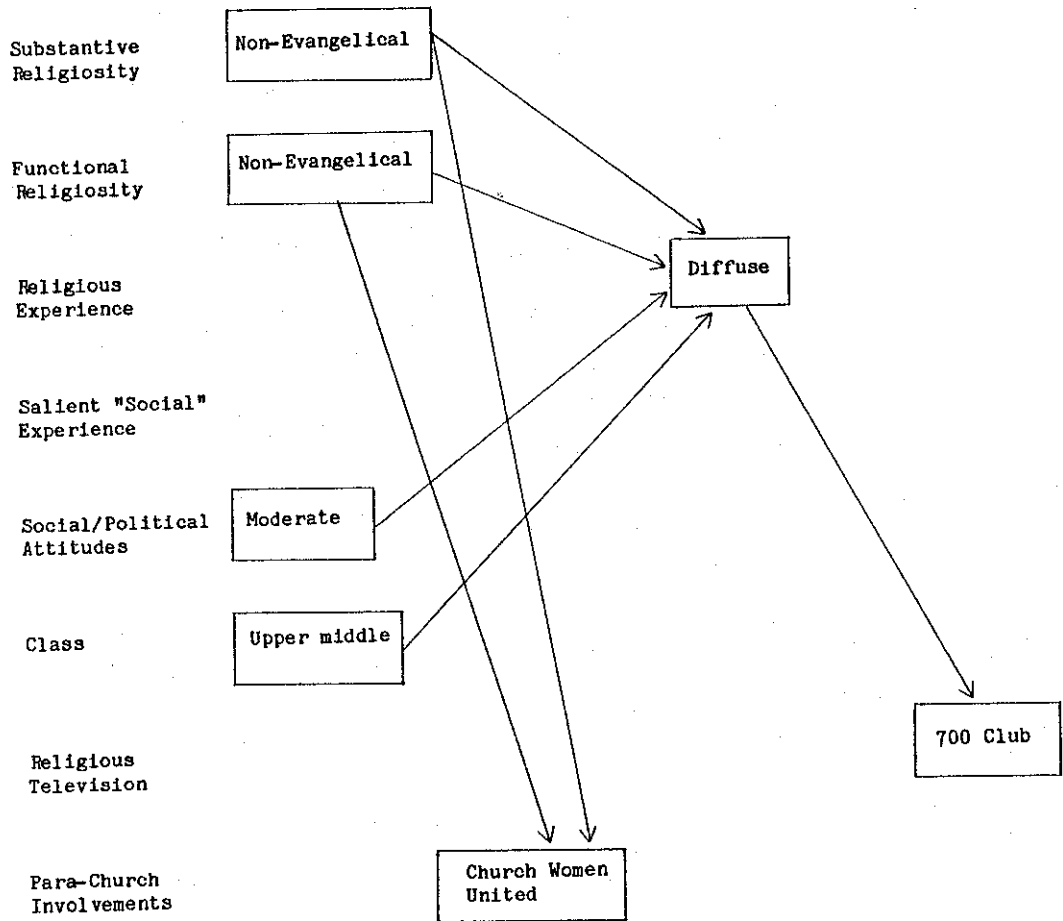 Substantive
Religiosity
Non-Evangelical
Functional
Religiosity
Non-Evangelical
Religious
Experience
Diffuse
Salient "Social"
Experience
Social/Political
Attitudes
Moderate
Class
Upper middle
Religious
Television
700 Club
Para-Church
Involvements
Church Women
United